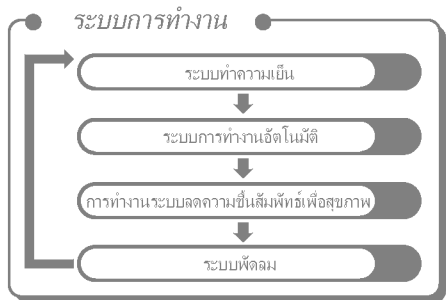 ระบบการทำงาน
ระบบทำความเย็น
ระบบการทำงานอัตโนมัติ
การทำงานระบบลดความชื้นสัมพัทธ์เพื่อสุขภาพ
ระบบพัดลม